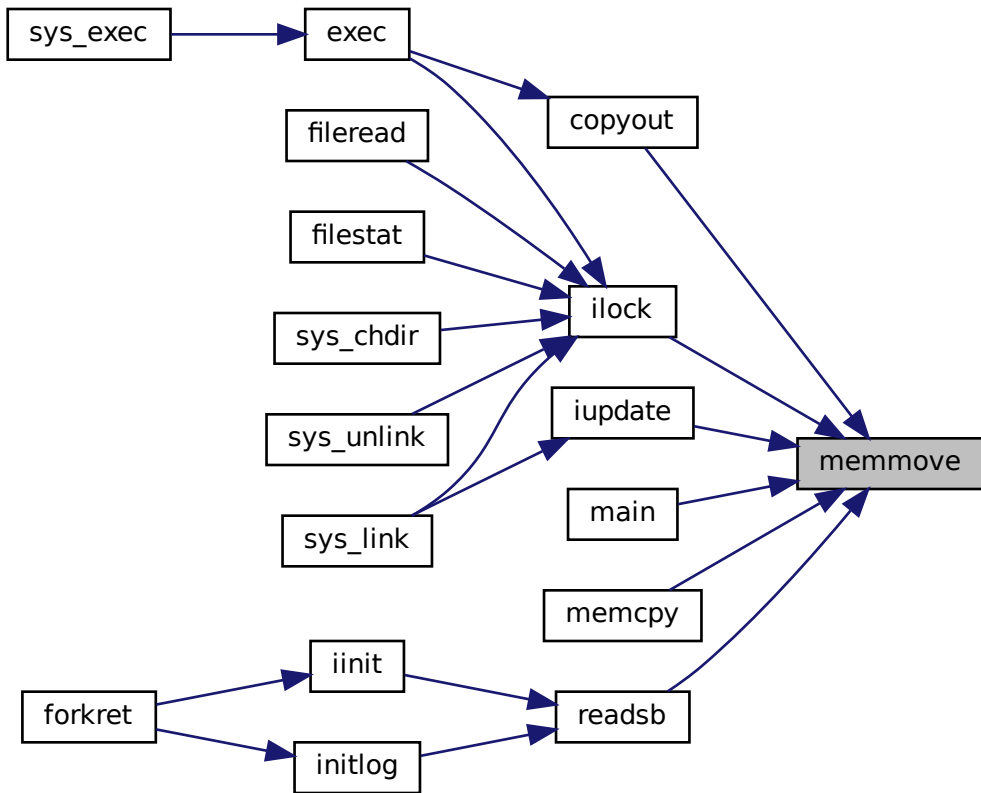 sys_exec
exec
copyout
fileread
filestat
ilock
sys_chdir
iupdate
sys_unlink
memmove
main
sys_link
memcpy
iinit
forkret
readsb
initlog